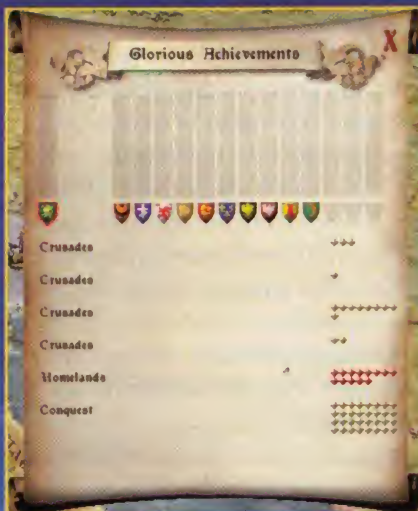 Glorious Achievements
X
Crusades
Crusades
Crusades
Crusades
Homelands
Conquest